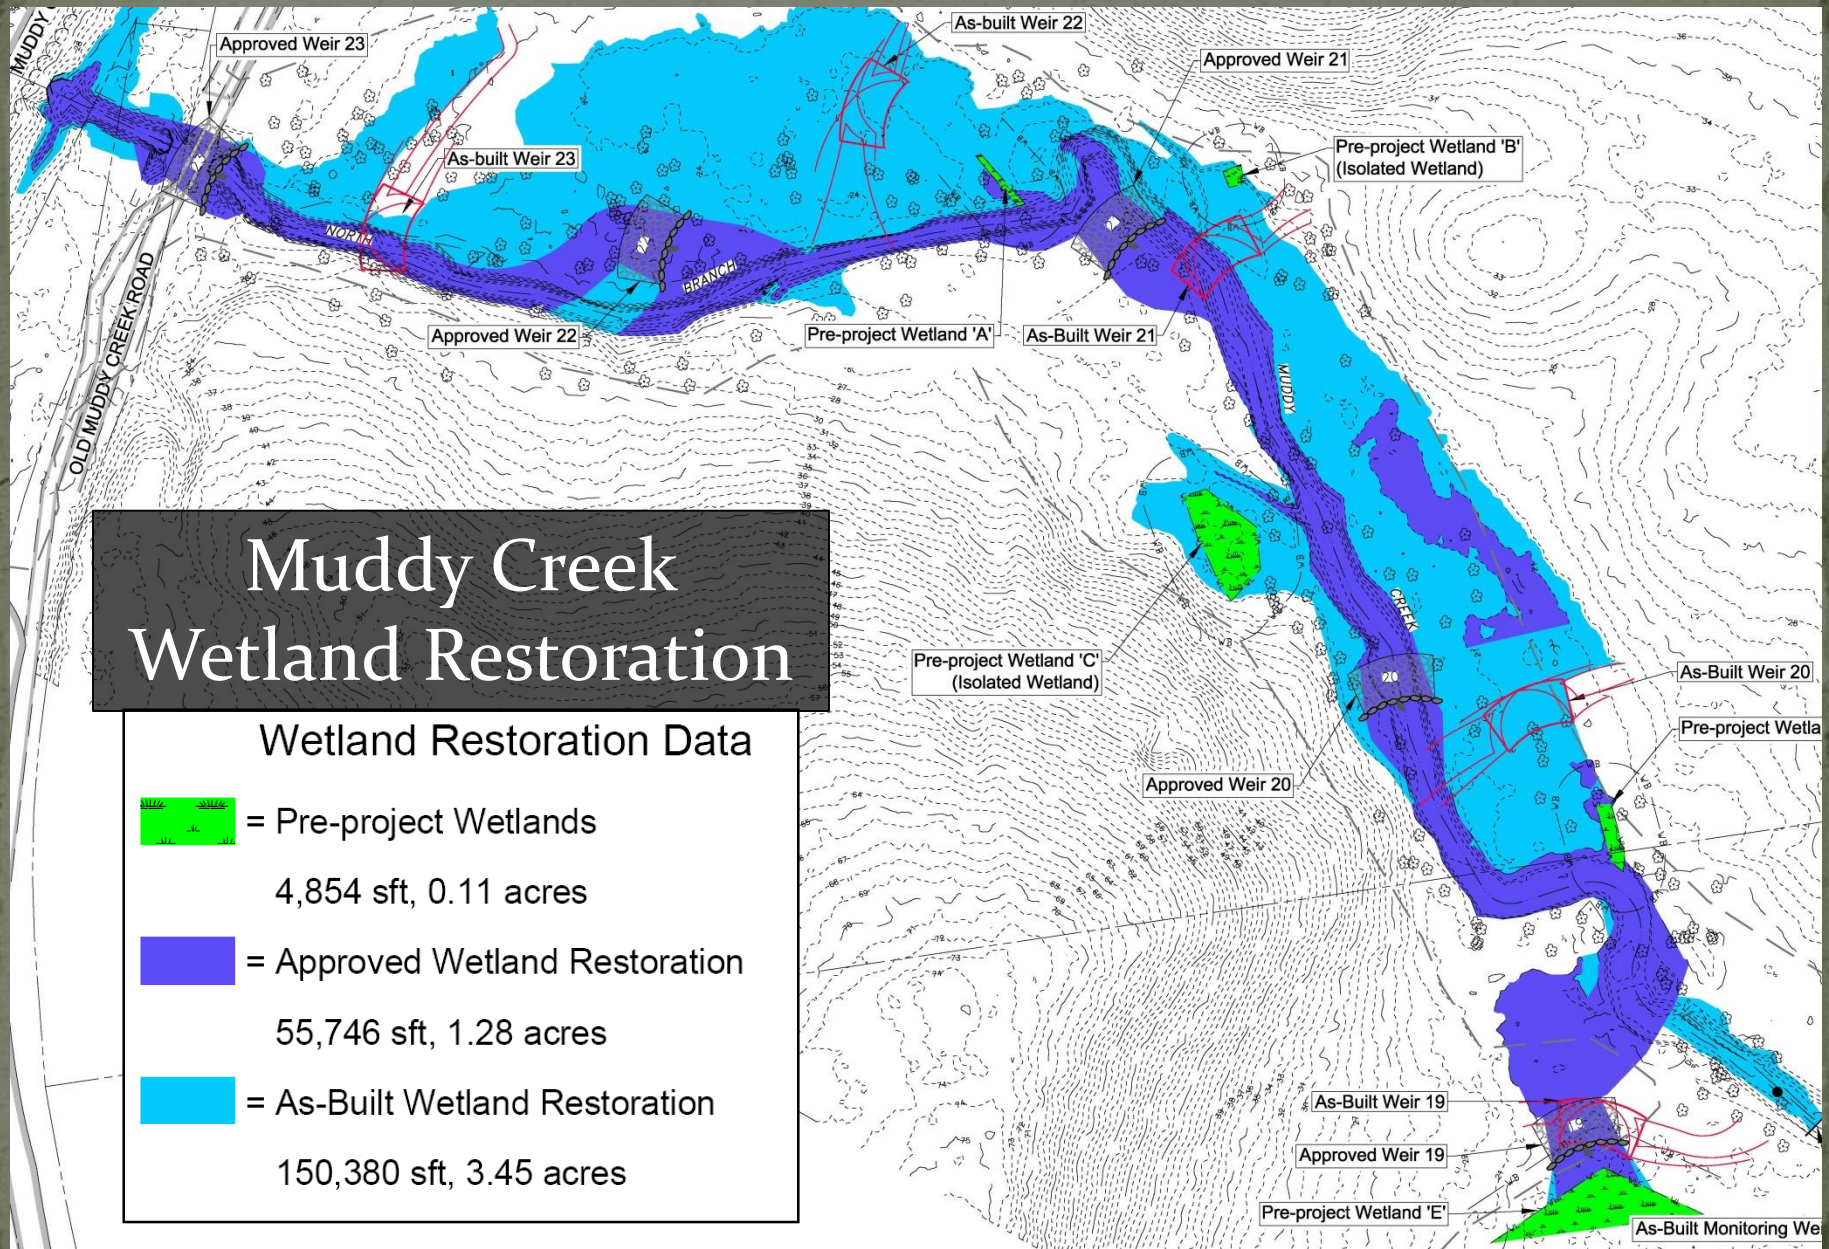 MUDDY
Approved Weir 23
As-built Weir 22
Approved Weir 21
As-built Weir 23
Pre-project Wetland 'B'
(Isolated Wetland)
NORTH
BRANCH
OLD MUDDY CREEK ROAD
Approved Weir 22
Pre-project Wetland 'A'
As-Built Weir 21
MUDDY
CREEK
Muddy Creek
Wetland Restoration
Pre-project Wetland 'C'
(Isolated Wetland)
20
As-Built Weir 20
Pre-project Wetla
Approved Weir 20
Wetland Restoration Data
= Pre-project Wetlands
4,854 sft, 0.11 acres
= Approved Wetland Restoration
55,746 sft, 1.28 acres
= As-Built Wetland Restoration
150,380 sft, 3.45 acres
As-Built Weir 19
Approved Weir 19
Pre-project Wetland 'E'
As-Built Monitoring We